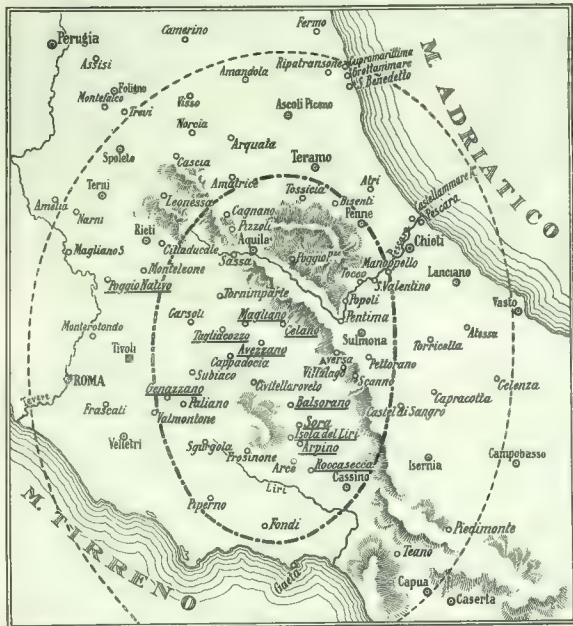 Camerino
Fermo
Perugia
Assisi
Amandola
Ripatransone
Cupramarittima
Grottammare
S. Benedetto
M. ADRIATICO
Foligno
Montefalco
Trevi
Visso
Ascoli Piceno
Norcia
Spoleto
Arquata
Cascia
Teramo
Terni
Amatrice
Atri
Leonessa
Tossicia
Bisenti
Amelia
Narni
Cagnano
Penne
Castellammare
Pescara
Rieti
Pizzoli
Aquila
Pescara
Chieti
Magliano S.
Cittaducale
Sassa
Poggio
Tocco
Manoppello
Lanciano
Monteleone
S. Valentino
Poggio Nativo
Tornimparte
Popoli
Vasto
Carsoli
Magliano
Pentima
Celano
Atessa
Monterotondo
Tagliacozzo
Sulmona
Torricella
Avezzano
Tivoli
Cappadocia
Aversa
Pettorano
Villalago
ROMA
Subiaco
Scanno
Gelenza
Civitellaroveto
Tevere
Genazzano
Capracotta
Paliano
Balsorano
Frascati
Valmontone
Castel di Sangro
Sora
Velletri
Isola del Liri
Sgurgola
Arpino
Frosinone
Isernia
Campobasso
Arce
Roccasecca
Liri
Cassino
M. TIRRENO
Piperno
Fondi
Piedimonte
Teano
Gaeta
Capua
Caserta